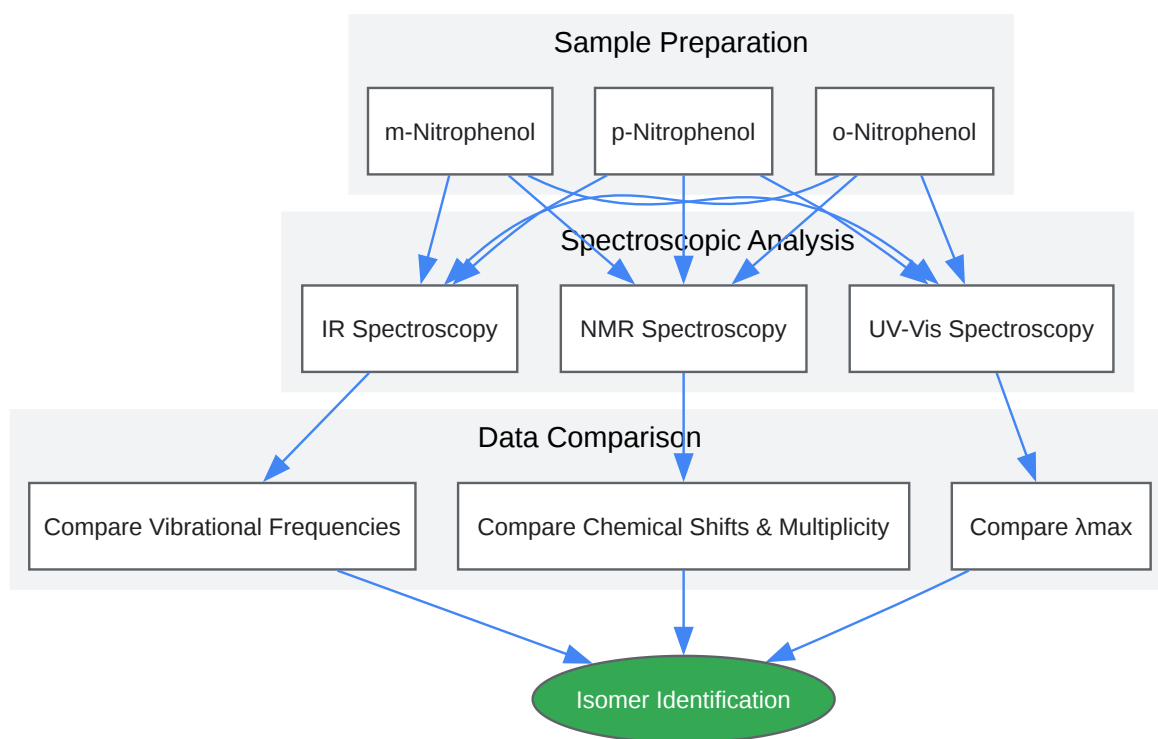 Sample Preparation
m-Nitrophenol
p-Nitrophenol
o-Nitrophenol
Spectroscopic Analysis
IR Spectroscopy
NMR Spectroscopy
UV-Vis Spectroscopy
Data Comparison
Compare Vibrational Frequencies
Compare Chemical Shifts & Multiplicity
Compare λmax
Isomer Identification